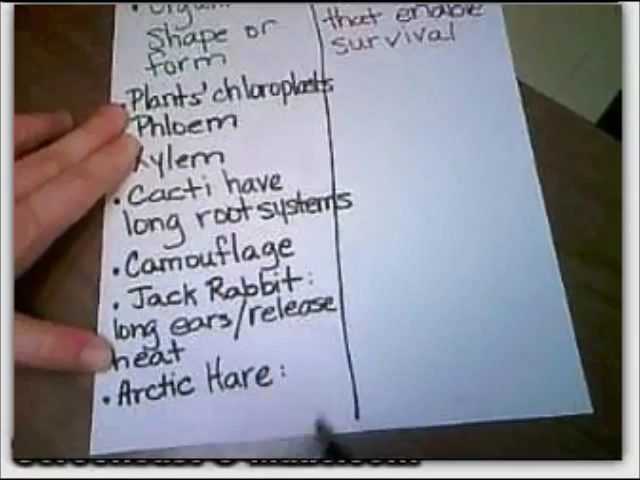 shape or
form
• Plants' chloroplasts
Phloem
Xylem
• Cacti have
long root systems
• Camouflage
• Jack Rabbit:
long ears/release
heat
• Arctic Hare:
that enable
survival